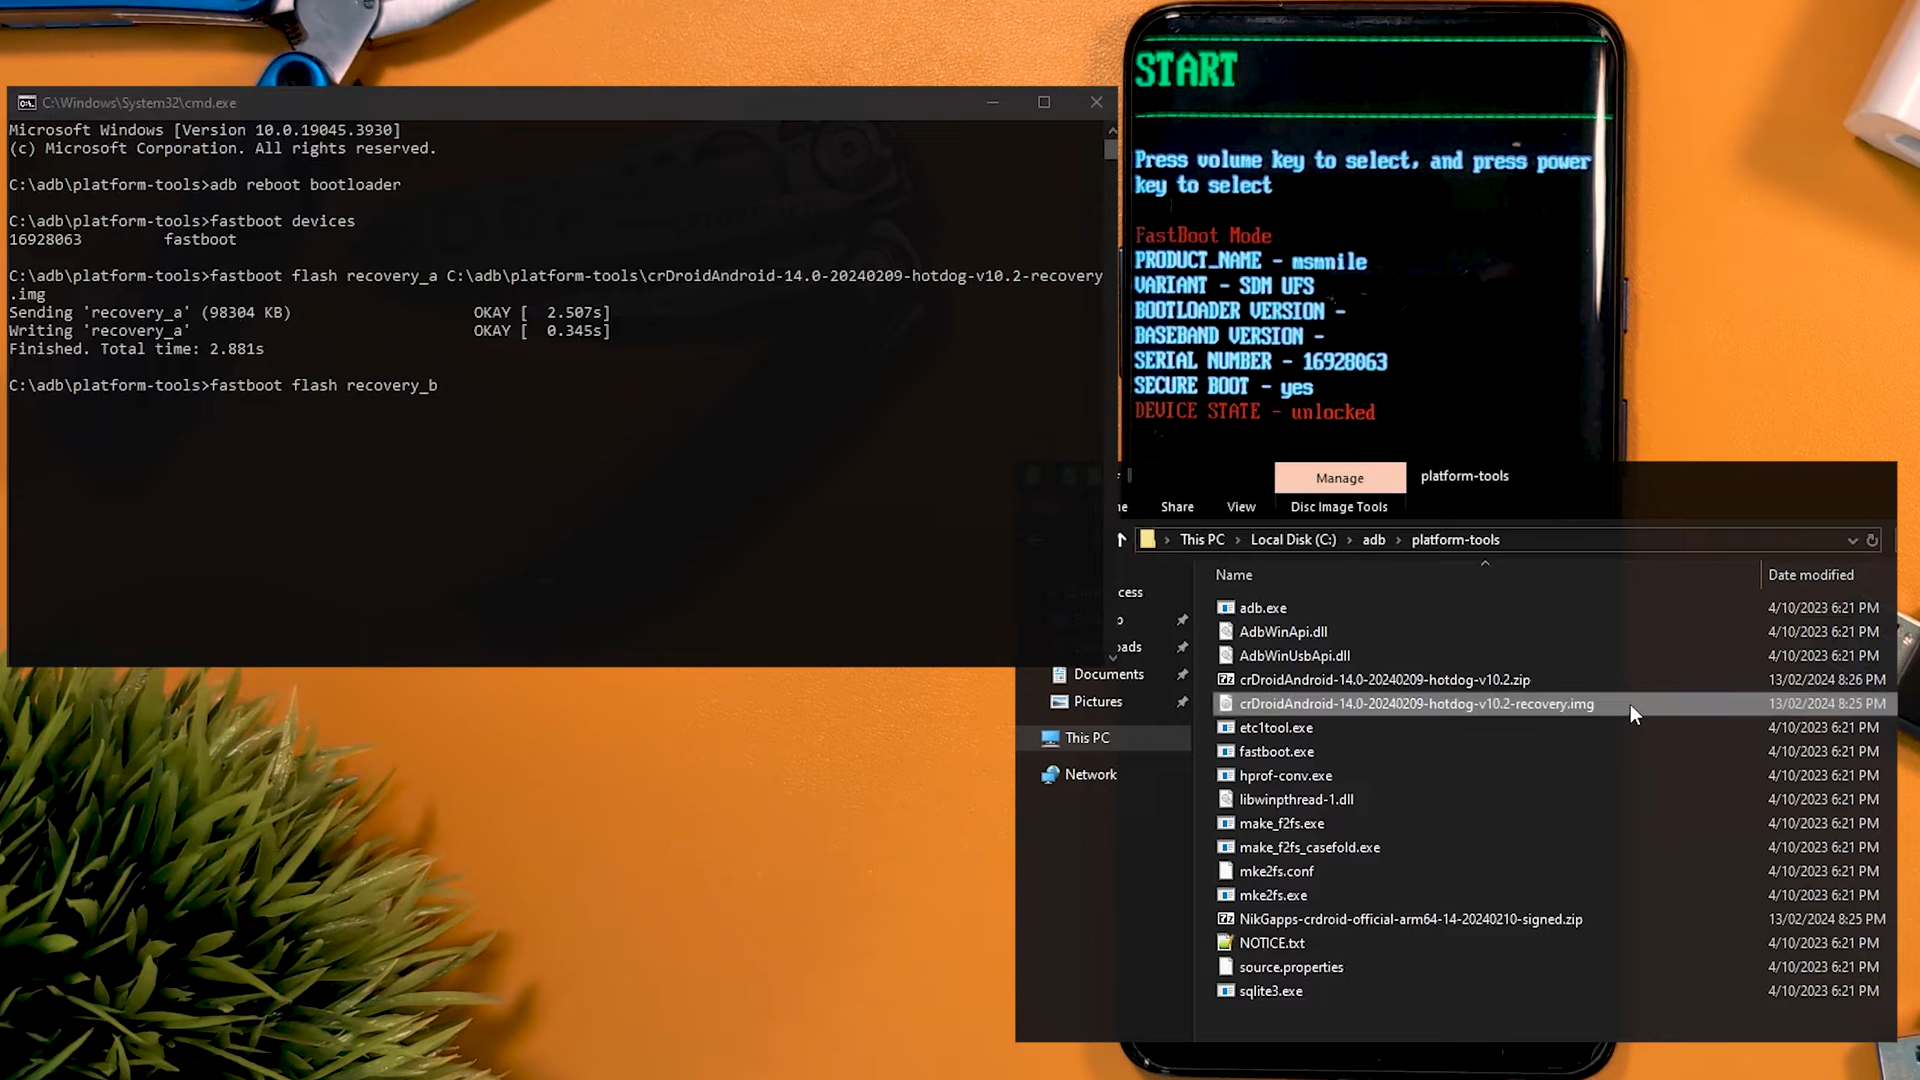 C:\Windows\System32\cmd.exe
Microsoft Windows [Version 10.0.19045.3930]
(c) Microsoft Corporation. All rights reserved.
C:\adb\platform-tools>adb reboot bootloader
C:\adb\platform-tools>fastboot devices
16928063 fastboot
C:\adb\platform-tools>fastboot flash recovery_a C:\adb\platform-tools\crDroidAndroid-14.0-20240209-hotdog-v10.2-recovery
.img
Sending 'recovery_a' (98304 KB) OKAY [ 2.507s]
Writing 'recovery_a' OKAY [ 0.345s]
Finished. Total time: 2.881s
C:\adb\platform-tools>fastboot flash recovery_b
START
Press volume key to select, and press power
key to select
FastBoot Mode
PRODUCT_NAME - msmnile
VARIANT - SDM UFS
BOOTLOADER VERSION -
BASEBAND VERSION -
SERIAL NUMBER - 16928063
SECURE BOOT - yes
DEVICE STATE - unlocked
Manage platform-tools
Share View Disc Image Tools
This PC > Local Disk (C:) > adb > platform-tools
Documents
Pictures
This PC
Network
Name Date modified
adb.exe 4/10/2023 6:21 PM
AdbWinApi.dll 4/10/2023 6:21 PM
AdbWinUsbApi.dll 4/10/2023 6:21 PM
crDroidAndroid-14.0-20240209-hotdog-v10.2.zip 13/02/2024 8:26 PM
crDroidAndroid-14.0-20240209-hotdog-v10.2-recovery.img 13/02/2024 8:25 PM
etc1tool.exe 4/10/2023 6:21 PM
fastboot.exe 4/10/2023 6:21 PM
hprof-conv.exe 4/10/2023 6:21 PM
libwinpthread-1.dll 4/10/2023 6:21 PM
make_f2fs.exe 4/10/2023 6:21 PM
make_f2fs_casefold.exe 4/10/2023 6:21 PM
mke2fs.conf 4/10/2023 6:21 PM
mke2fs.exe 4/10/2023 6:21 PM
NikGapps-crdroid-official-arm64-14-20240210-signed.zip 13/02/2024 8:25 PM
NOTICE.txt 4/10/2023 6:21 PM
source.properties 4/10/2023 6:21 PM
sqlite3.exe 4/10/2023 6:21 PM